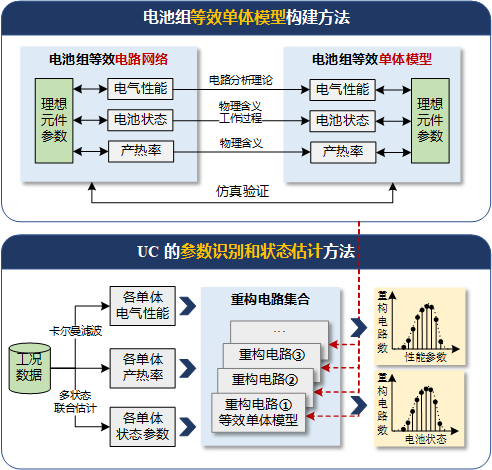 电池组等效单体模型构建方法
电池组等效电路网络
电池组等效单体模型
理想
元件
参数
电气性能
电路分析理论
电气性能
理想
元件
参数
电池状态
物理含义
工作过程
电池状态
产热率
物理含义
产热率
仿真验证
UC 的参数识别和状态估计方法
工况
数据
卡尔曼滤波
多状态
联合估计
各单体
电气性能
各单体
产热率
各单体
状态参数
重构电路集合
…
重构电路③
重构电路②
重构电路①
等效单体模型
重构电路数
性能参数
重构电路数
电池状态